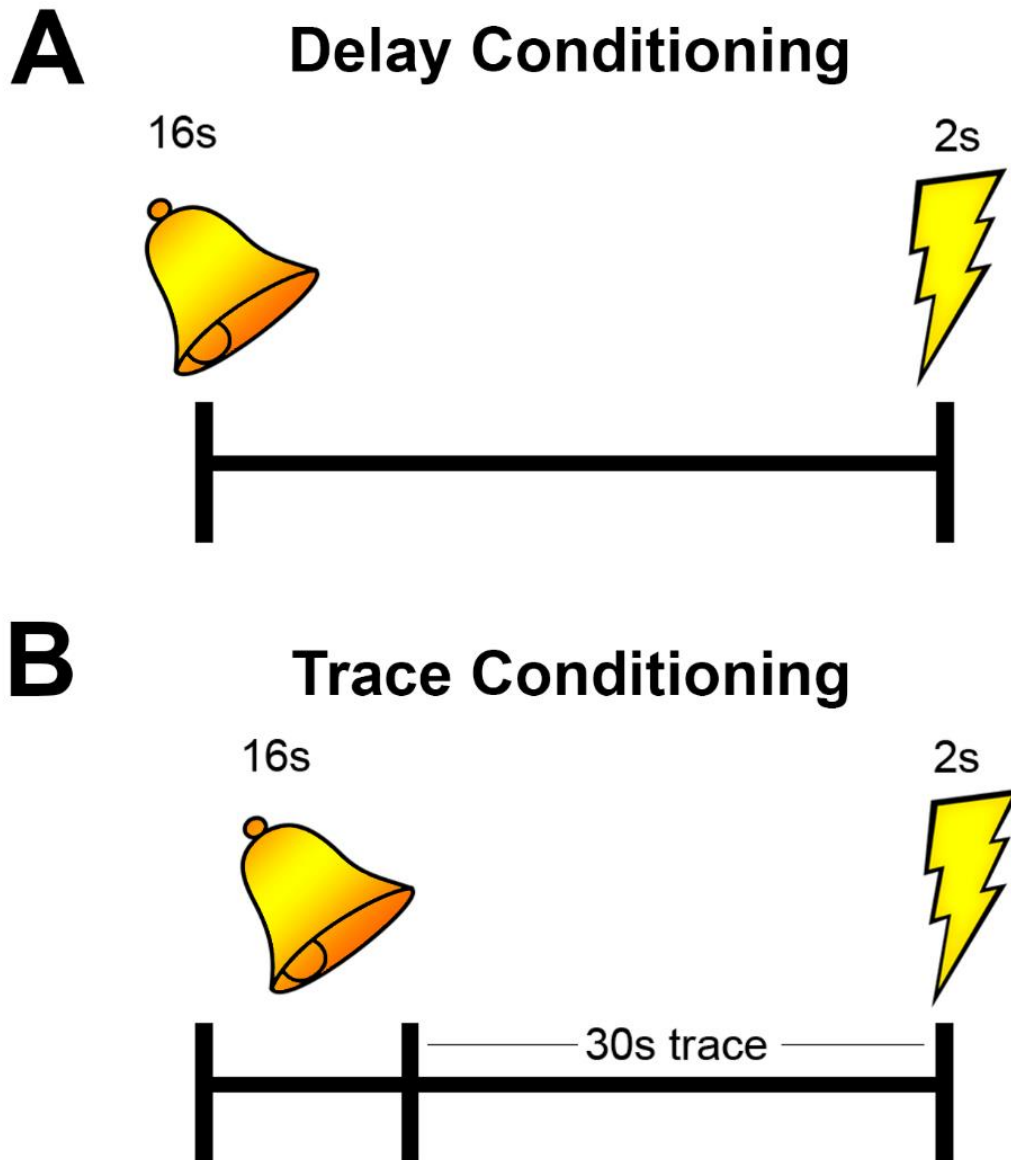 A
Delay Conditioning
16s
2s
B
Trace Conditioning
16s
2s
30s trace